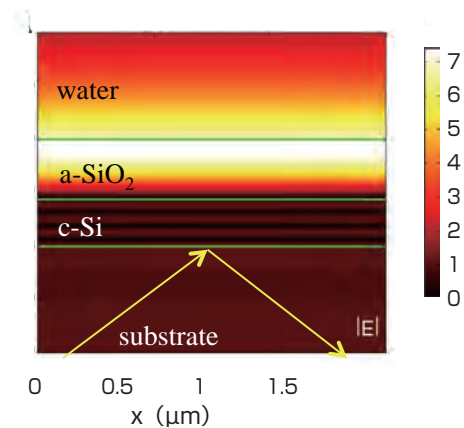 water
a-SiO₂
c-Si
substrate
|E|
7
6
5
4
3
2
1
0
0 0.5 1 1.5
x (μm)